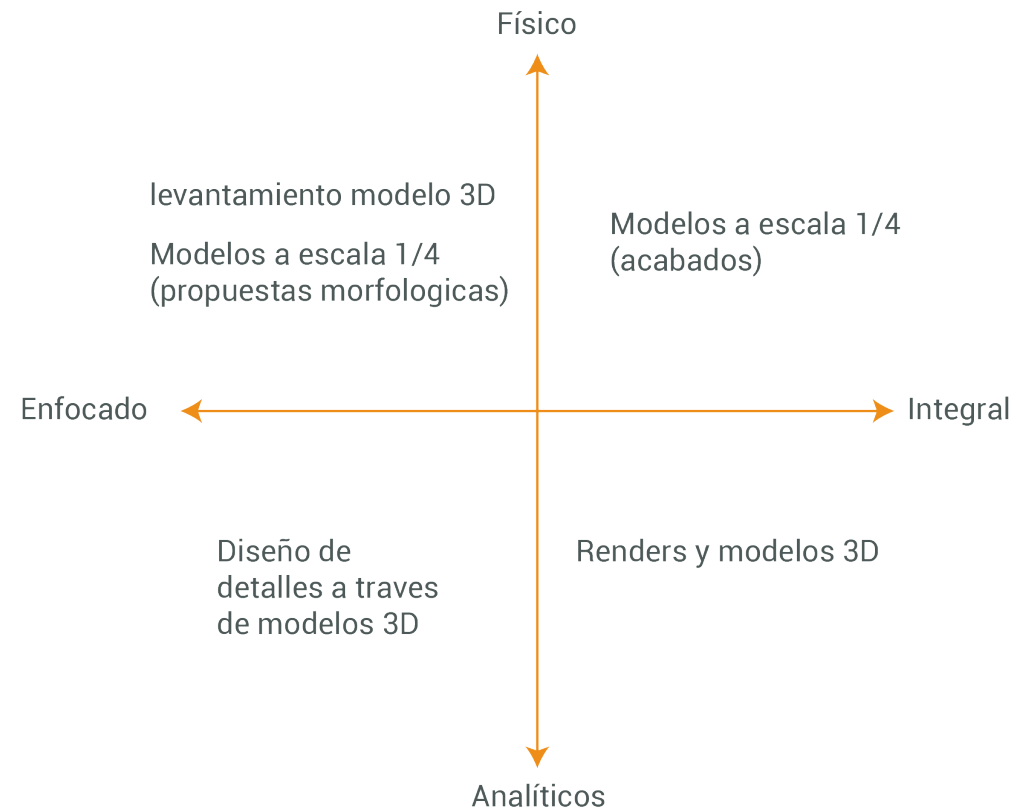 Físico
levantamiento modelo 3D
Modelos a escala 1/4
(propuestas morfologicas)
Modelos a escala 1/4
(acabados)
Enfocado
Integral
Diseño de
detalles a traves
de modelos 3D
Renders y modelos 3D
Analíticos